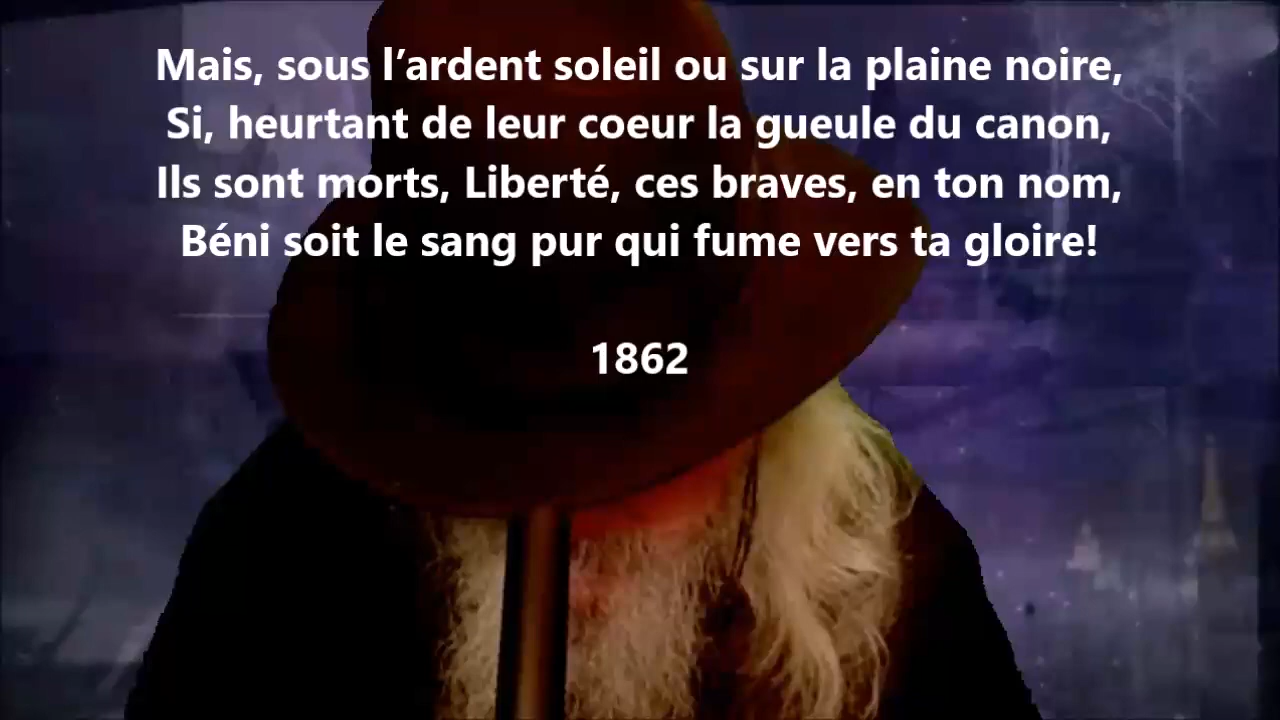 Mais, sous l’ardent soleil ou sur la plaine noire,
Si, heurtant de leur coeur la gueule du canon,
Ils sont morts, Liberté, ces braves, en ton nom,
Béni soit le sang pur qui fume vers ta gloire!
1862